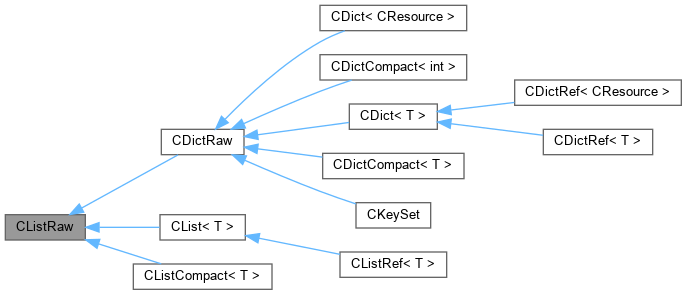 CDict< CResource >
CDictCompact< int >
CDictRef< CResource >
CDict< T >
CDictRaw
CDictRef< T >
CDictCompact< T >
CKeySet
CListRaw
CList< T >
CListRef< T >
CListCompact< T >